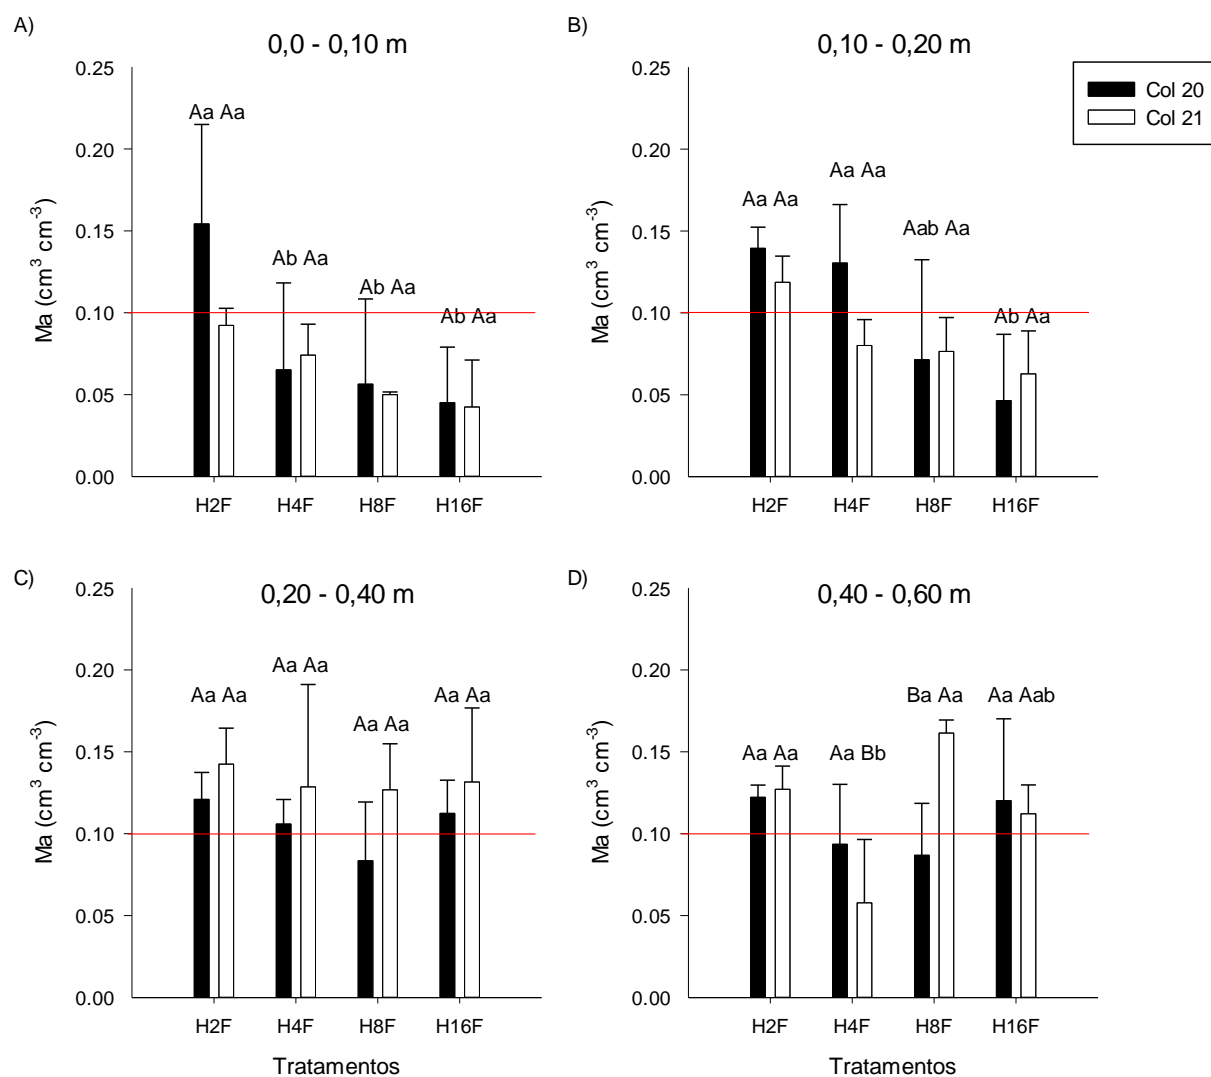 A)
0,0 - 0,10 m
0.25
0.20
0.15
0.10
0.05
0.00
Ma (cm³ cm⁻³)
Aa Aa
Ab Aa
Ab Aa
Ab Aa
H2F
H4F
H8F
H16F
B)
0,10 - 0,20 m
Col 20
Col 21
0.25
0.20
0.15
0.10
0.05
0.00
Ma (cm³ cm⁻³)
Aa Aa
Aa Aa
Aab Aa
Ab Aa
H2F
H4F
H8F
H16F
C)
0,20 - 0,40 m
0.25
0.20
0.15
0.10
0.05
0.00
Ma (cm³ cm⁻³)
Aa Aa
Aa Aa
Aa Aa
Aa Aa
H2F
H4F
H8F
H16F
Tratamentos
D)
0,40 - 0,60 m
0.25
0.20
0.15
0.10
0.05
0.00
Ma (cm³ cm⁻³)
Aa Aa
Aa Bb
Ba Aa
Aa Aab
H2F
H4F
H8F
H16F
Tratamentos